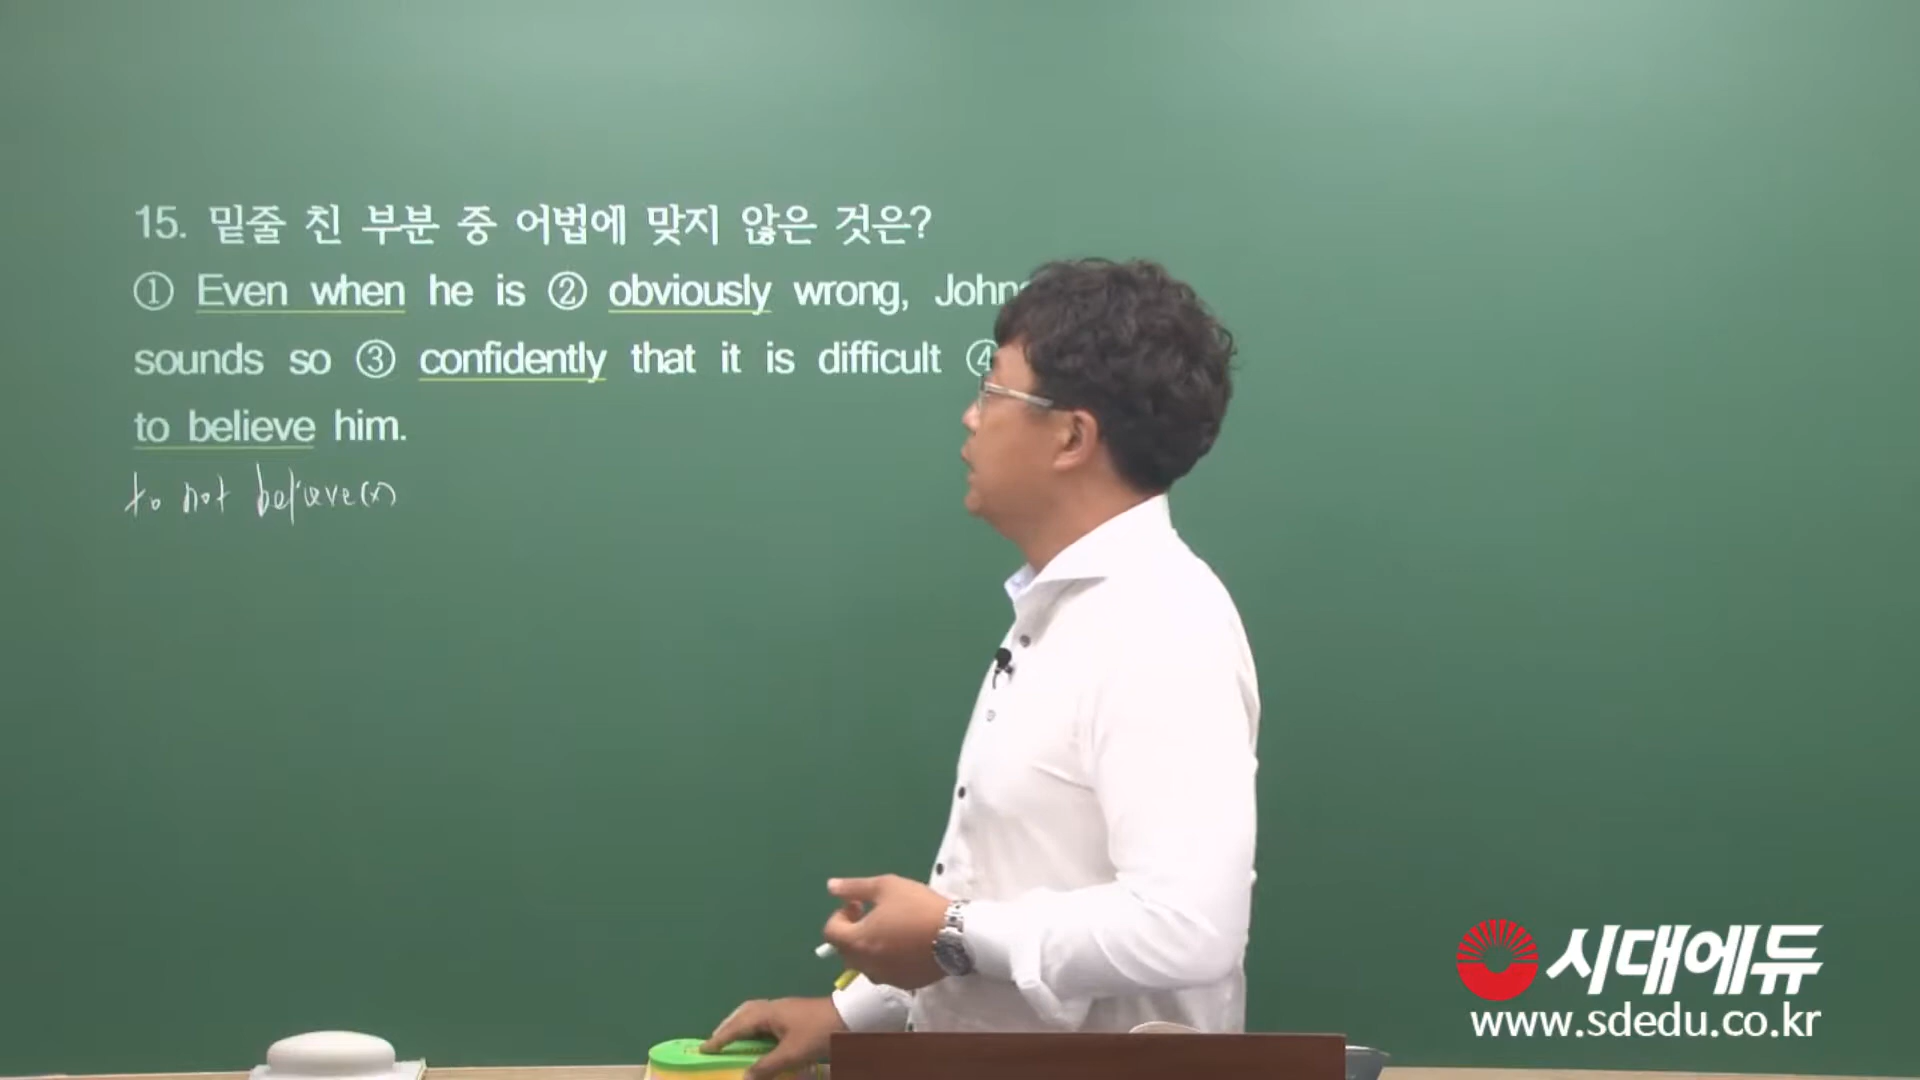 15. 밑줄 친 부분 중 어법에 맞지 않은 것은?
① Even when he is ② obviously wrong,
sounds so ③ confidently that it is difficult ④
to believe him.
to not believe(x)
시대에듀
www.sdedu.co.kr